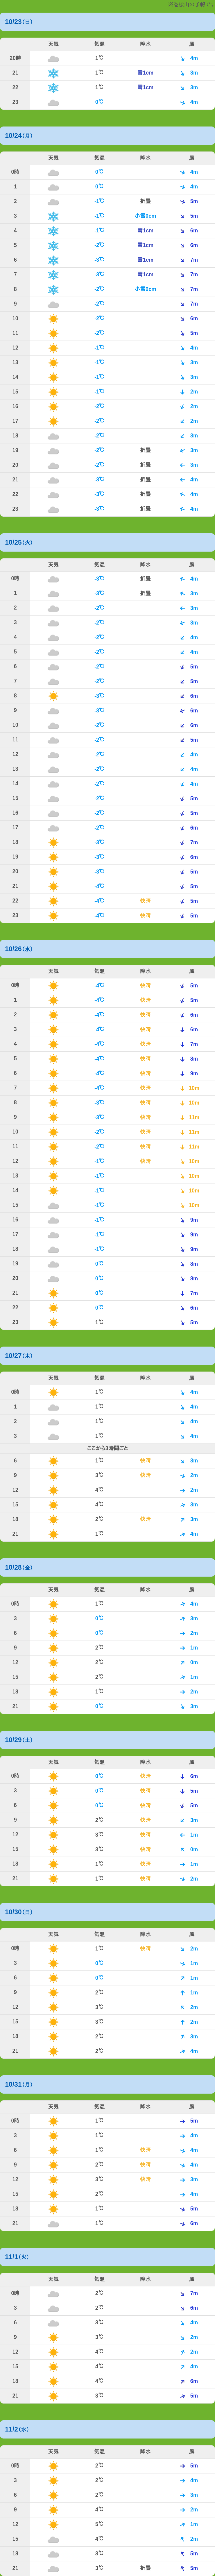 10/23(日)
天気 気温 降水 風
20時 1℃ 4m
21 1℃ 雪1cm 3m
22 1℃ 雪1cm 3m
23 0℃ 4m
10/24(月)
天気 気温 降水 風
0時 0℃ 4m
1 0℃ 4m
2 -1℃ 折畳 5m
3 -1℃ 小雪0cm 5m
4 -1℃ 雪1cm 6m
5 -2℃ 雪1cm 6m
6 -3℃ 雪1cm 7m
7 -3℃ 雪1cm 7m
8 -2℃ 小雪0cm 7m
9 -2℃ 7m
10 -2℃ 6m
11 -2℃ 5m
12 -1℃ 4m
13 -1℃ 3m
14 -1℃ 3m
15 -1℃ 2m
16 -2℃ 2m
17 -2℃ 2m
18 -2℃ 3m
19 -2℃ 折畳 3m
20 -2℃ 折畳 3m
21 -3℃ 折畳 4m
22 -3℃ 折畳 4m
23 -3℃ 折畳 4m
10/25(火)
天気 気温 降水 風
0時 -3℃ 折畳 4m
1 -3℃ 折畳 3m
2 -2℃ 3m
3 -2℃ 3m
4 -2℃ 4m
5 -2℃ 4m
6 -2℃ 5m
7 -2℃ 5m
8 -3℃ 6m
9 -3℃ 6m
10 -2℃ 6m
11 -2℃ 5m
12 -2℃ 4m
13 -2℃ 4m
14 -2℃ 4m
15 -2℃ 5m
16 -2℃ 5m
17 -2℃ 6m
18 -3℃ 7m
19 -3℃ 6m
20 -3℃ 5m
21 -4℃ 5m
22 -4℃ 快晴 5m
23 -4℃ 快晴 5m
10/26(水)
天気 気温 降水 風
0時 -4℃ 快晴 5m
1 -4℃ 快晴 5m
2 -4℃ 快晴 6m
3 -4℃ 快晴 6m
4 -4℃ 快晴 7m
5 -4℃ 快晴 8m
6 -4℃ 快晴 9m
7 -4℃ 快晴 10m
8 -3℃ 快晴 10m
9 -3℃ 快晴 11m
10 -2℃ 快晴 11m
11 -2℃ 快晴 11m
12 -1℃ 快晴 10m
13 -1℃ 10m
14 -1℃ 10m
15 -1℃ 10m
16 -1℃ 9m
17 -1℃ 9m
18 -1℃ 9m
19 0℃ 8m
20 0℃ 8m
21 0℃ 7m
22 0℃ 6m
23 1℃ 5m
10/27(木)
天気 気温 降水 風
0時 1℃ 4m
1 1℃ 4m
2 1℃ 4m
3 1℃ 4m
ここから3時間ごと
6 1℃ 快晴 3m
9 3℃ 快晴 2m
12 4℃ 2m
15 4℃ 3m
18 2℃ 快晴 3m
21 1℃ 4m
10/28(金)
天気 気温 降水 風
0時 1℃ 4m
3 0℃ 3m
6 0℃ 2m
9 2℃ 1m
12 2℃ 0m
15 2℃ 1m
18 1℃ 2m
21 0℃ 3m
10/29(土)
天気 気温 降水 風
0時 0℃ 快晴 6m
3 0℃ 快晴 5m
6 0℃ 快晴 5m
9 2℃ 快晴 3m
12 3℃ 快晴 1m
15 3℃ 快晴 0m
18 1℃ 快晴 1m
21 1℃ 快晴 2m
10/30(日)
天気 気温 降水 風
0時 1℃ 快晴 2m
3 0℃ 1m
6 0℃ 1m
9 2℃ 1m
12 3℃ 2m
15 3℃ 2m
18 2℃ 3m
21 2℃ 4m
10/31(月)
天気 気温 降水 風
0時 1℃ 5m
3 1℃ 4m
6 1℃ 快晴 4m
9 2℃ 快晴 4m
12 3℃ 快晴 3m
15 2℃ 4m
18 1℃ 5m
21 1℃ 6m
11/1(火)
天気 気温 降水 風
0時 2℃ 7m
3 2℃ 6m
6 3℃ 4m
9 3℃ 2m
12 4℃ 2m
15 4℃ 4m
18 4℃ 6m
21 3℃ 5m
11/2(水)
天気 気温 降水 風
0時 2℃ 5m
3 2℃ 4m
6 2℃ 3m
9 4℃ 2m
12 5℃ 1m
15 4℃ 2m
18 3℃ 5m
21 3℃ 折畳 5m